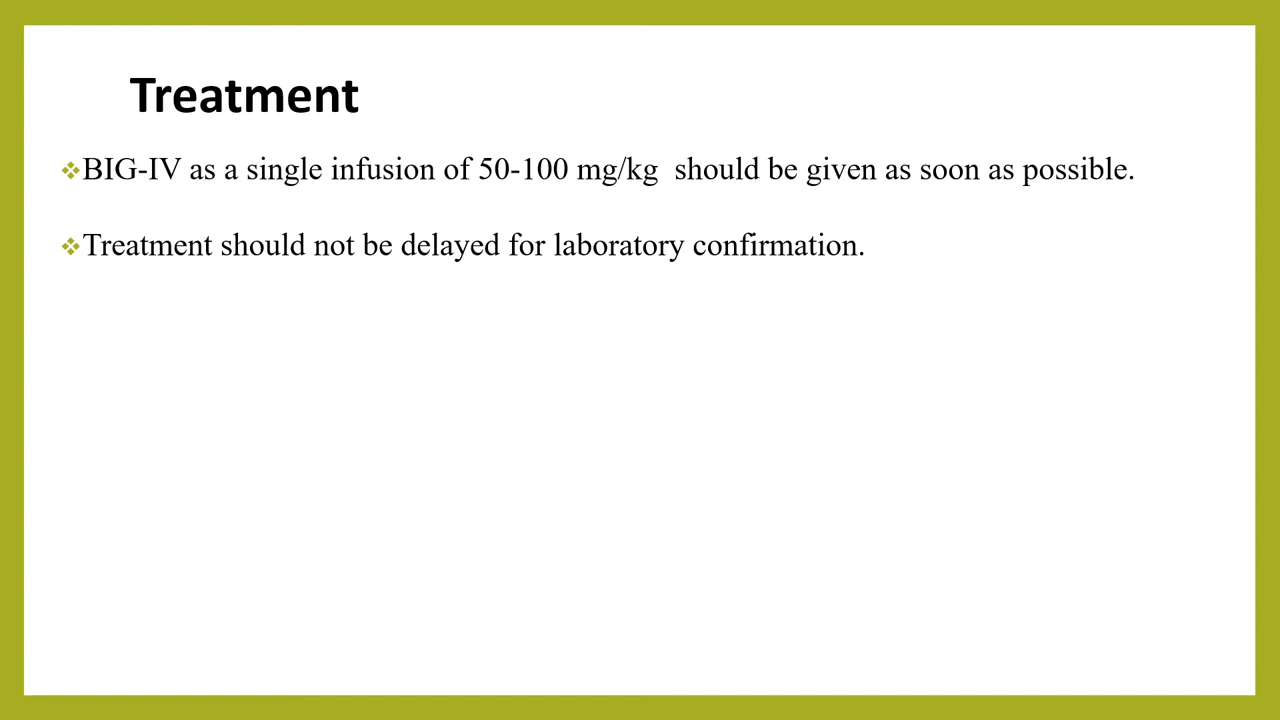 Treatment
❖BIG-IV as a single infusion of 50-100 mg/kg  should be given as soon as possible.
❖Treatment should not be delayed for laboratory confirmation.